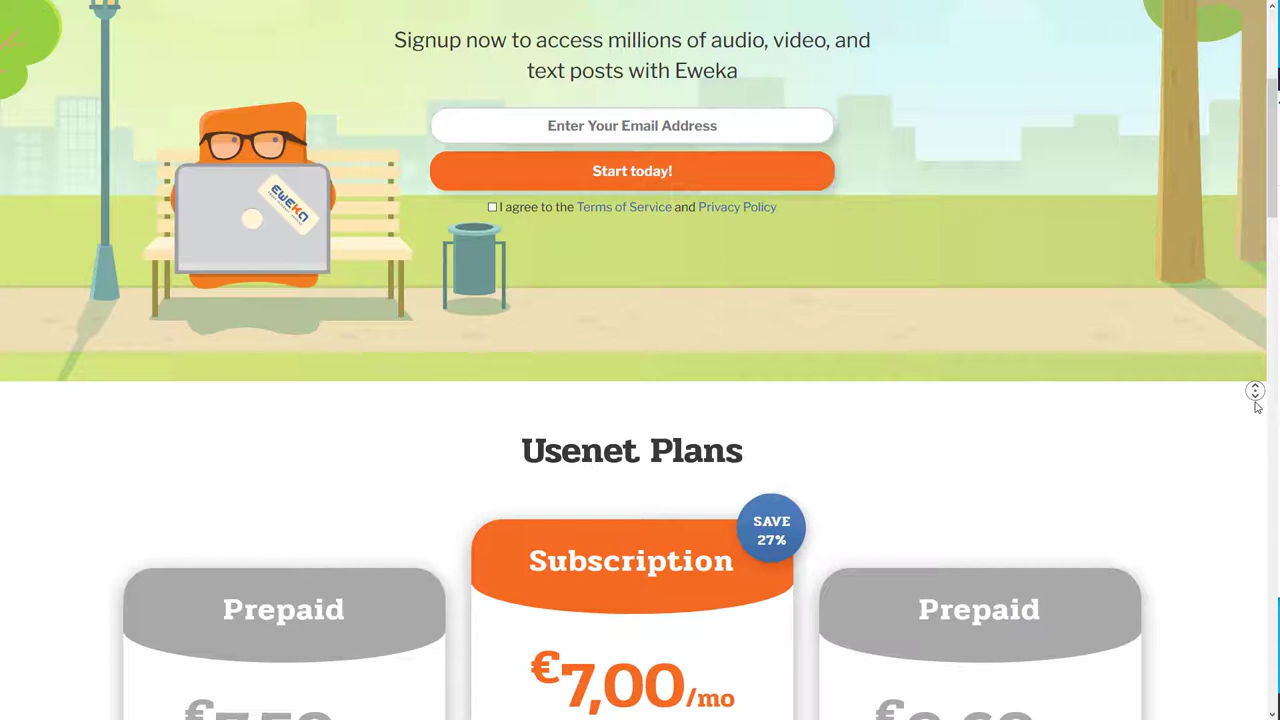 Signup now to access millions of audio, video, and
text posts with Eweka
Enter Your Email Address
Start today!
I agree to the Terms of Service and Privacy Policy
EWEKA
Usenet Plans
SAVE
27%
Subscription
Prepaid
Prepaid
€7,00/mo